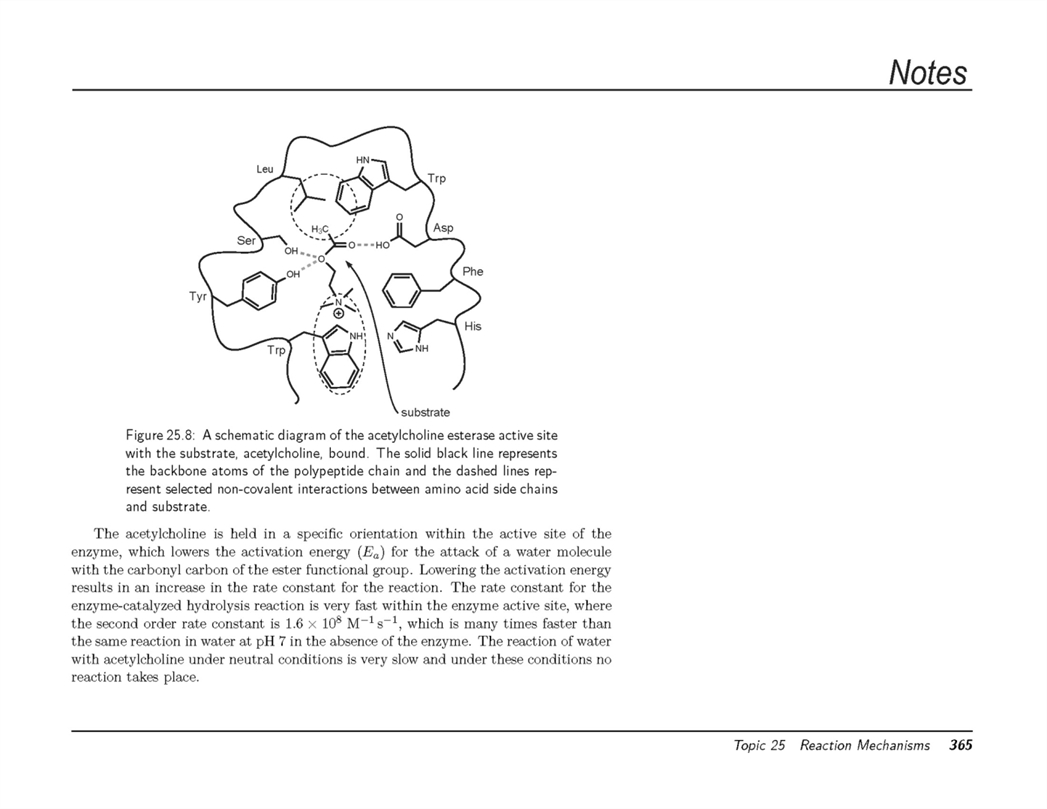 Notes
HN
Leu
Trp
O
H₃C
Asp
Ser
OH
O
HO
O
Phe
OH
Tyr
N
⊕
His
NH
N
Trp
NH
substrate
Figure 25.8: A schematic diagram of the acetylcholine esterase active site
with the substrate, acetylcholine, bound. The solid black line represents
the backbone atoms of the polypeptide chain and the dashed lines rep-
resent selected non-covalent interactions between amino acid side chains
and substrate.
The acetylcholine is held in a specific orientation within the active site of the
enzyme, which lowers the activation energy (Eₐ) for the attack of a water molecule
with the carbonyl carbon of the ester functional group. Lowering the activation energy
results in an increase in the rate constant for the reaction. The rate constant for the
enzyme-catalyzed hydrolysis reaction is very fast within the enzyme active site, where
the second order rate constant is 1.6 × 10⁸ M⁻¹ s⁻¹, which is many times faster than
the same reaction in water at pH 7 in the absence of the enzyme. The reaction of water
with acetylcholine under neutral conditions is very slow and under these conditions no
reaction takes place.
Topic 25 Reaction Mechanisms 365